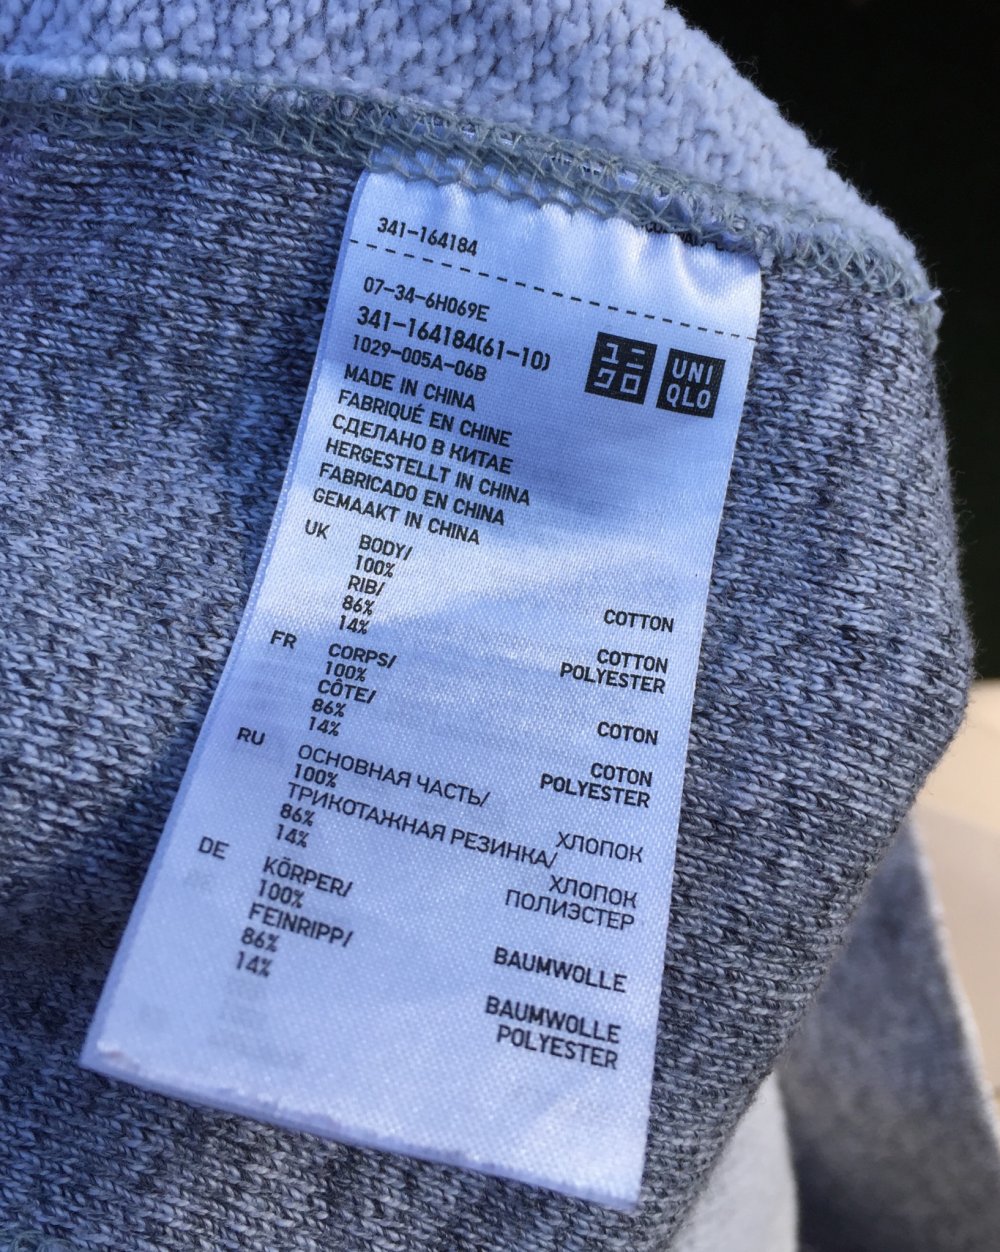 341-164184
07-34-6H069E
341-164184(61-10)
1029-005A-06B
ユニ
クロ
UNI
QLO
MADE IN CHINA
FABRIQUÉ EN CHINE
СДЕЛАНО В КИТАЕ
HERGESTELLT IN CHINA
FABRICADO EN CHINA
GEMAAKT IN CHINA
UK BODY/
100% COTTON
RIB/
86% COTTON
14% POLYESTER
FR CORPS/
100% COTON
CÔTE/
86% COTON
14% POLYESTER
RU ОСНОВНАЯ ЧАСТЬ/
100% ХЛОПОК
ТРИКОТАЖНАЯ РЕЗИНКА/
86% ХЛОПОК
14% ПОЛИЭСТЕР
DE KÖRPER/
100% BAUMWOLLE
FEINRIPP/
86% BAUMWOLLE
14% POLYESTER